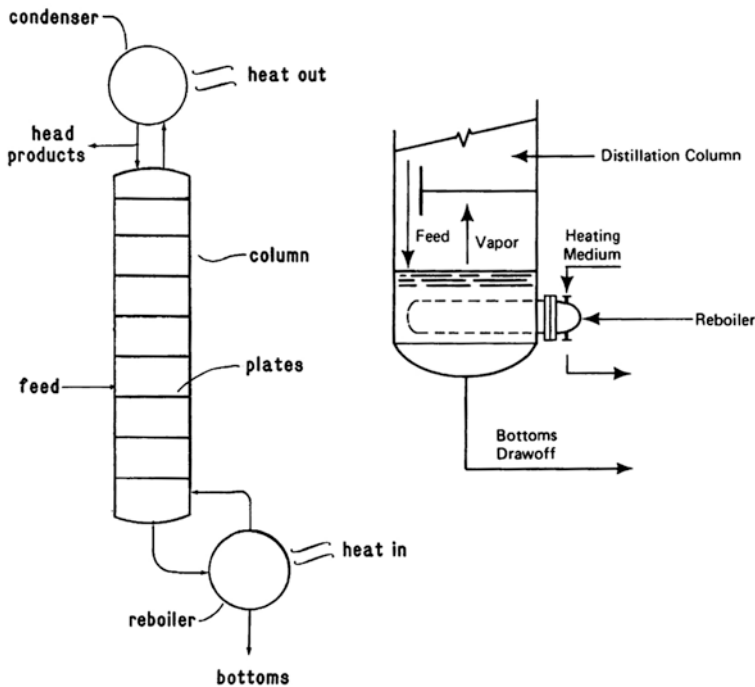 condenser
heat out
head
products
column
plates
feed
heat in
reboiler
bottoms
Distillation Column
Feed
Vapor
Heating
Medium
Reboiler
Bottoms
Drawoff